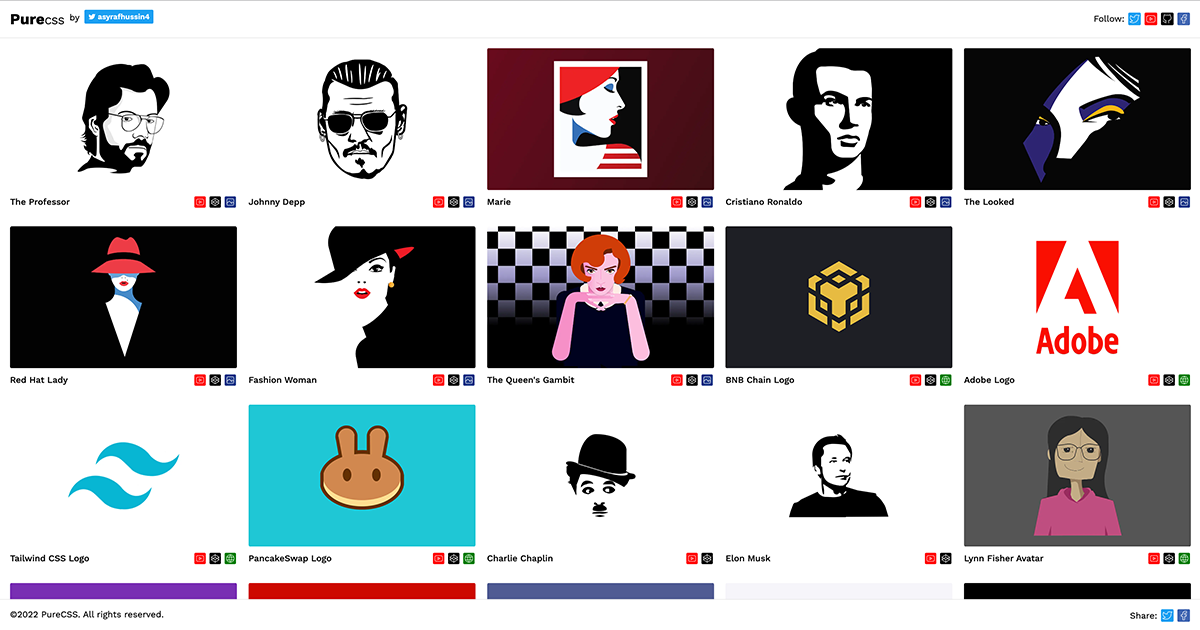 Purecss by asyrafhussin4
Follow:
The Professor
Johnny Depp
Marie
Cristiano Ronaldo
The Looked
Red Hat Lady
Fashion Woman
The Queen's Gambit
BNB Chain Logo
Adobe
Adobe Logo
Tailwind CSS Logo
PancakeSwap Logo
Charlie Chaplin
Elon Musk
Lynn Fisher Avatar
©2022 PureCSS. All rights reserved.
Share: